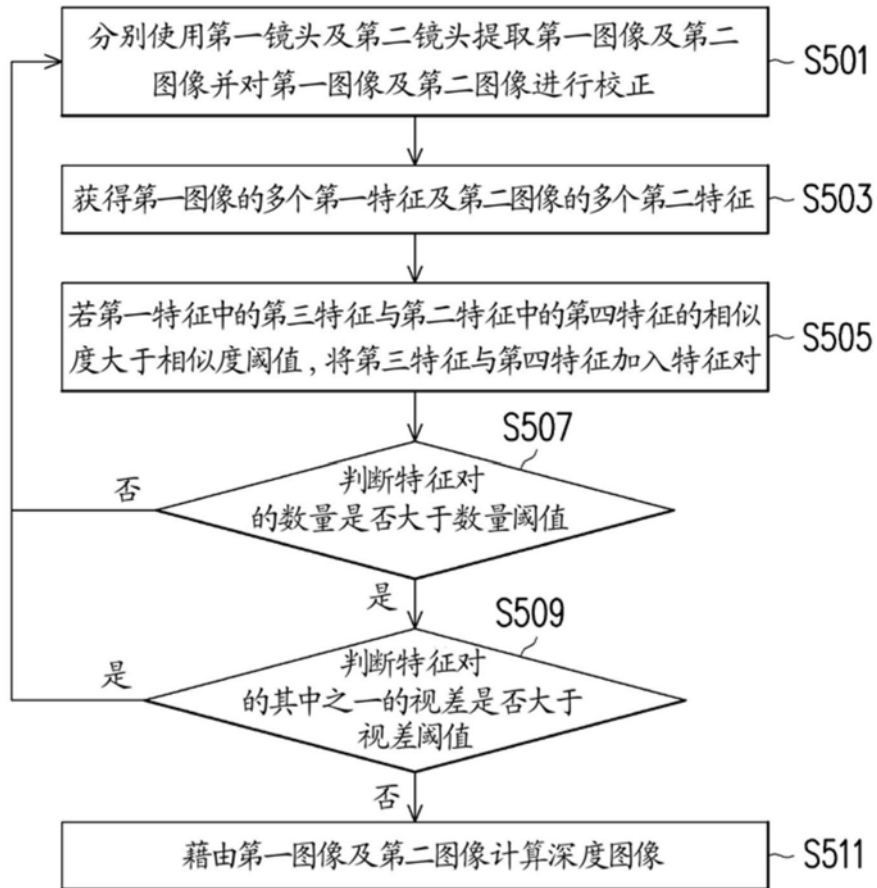 分别使用第一镜头及第二镜头提取第一图像及第二
图像并对第一图像及第二图像进行校正
S501
获得第一图像的多个第一特征及第二图像的多个第二特征
S503
若第一特征中的第三特征与第二特征中的第四特征的相似
度大于相似度阈值,将第三特征与第四特征加入特征对
S505
S507
判断特征对
的数量是否大于数量阈值
否
是
S509
判断特征对
的其中之一的视差是否大于
视差阈值
是
否
藉由第一图像及第二图像计算深度图像
S511